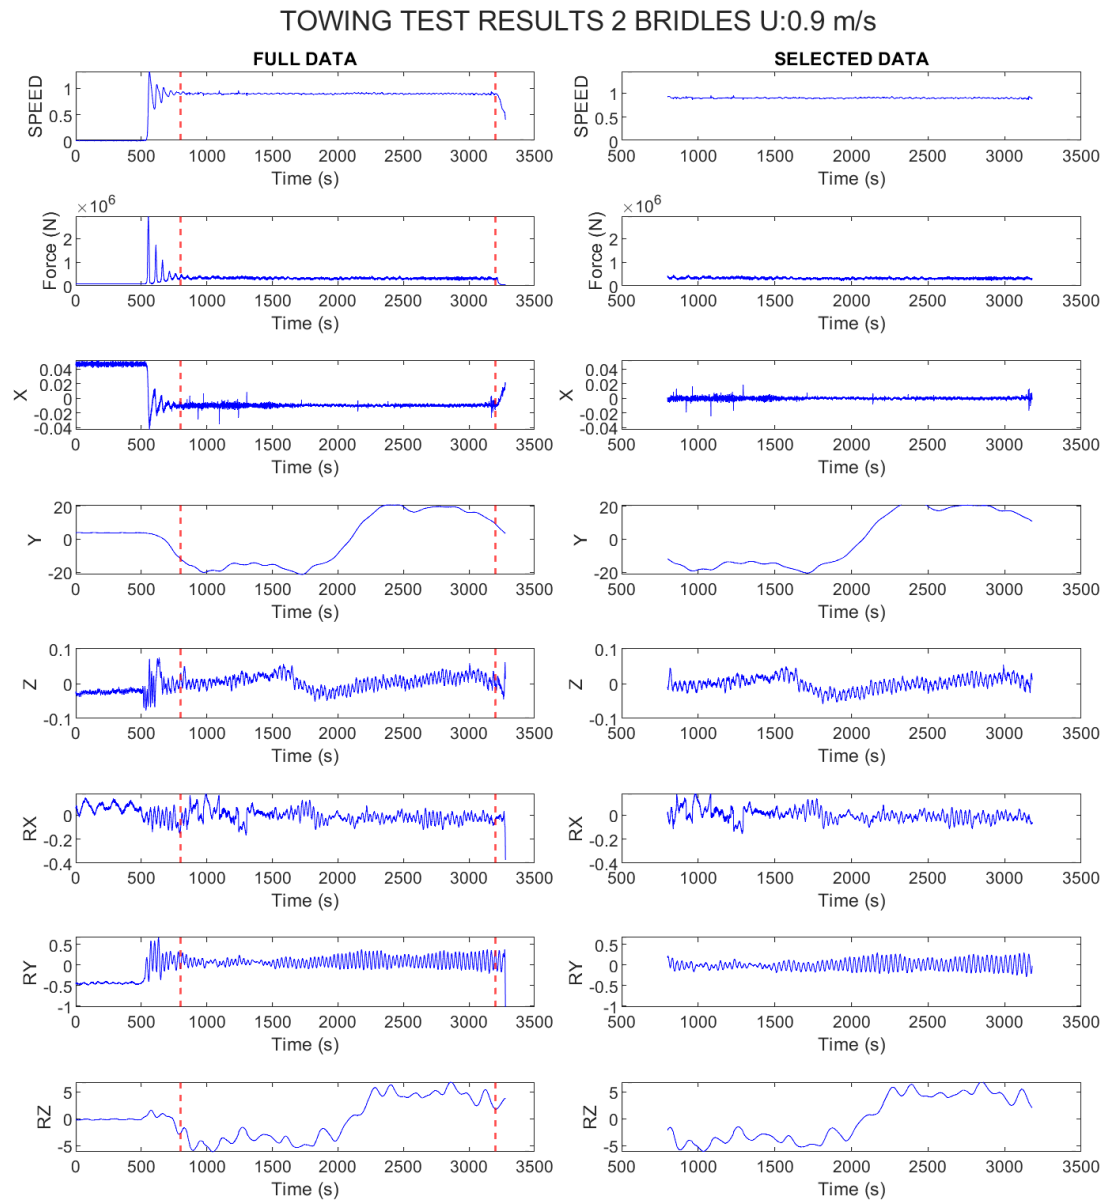 TOWING TEST RESULTS 2 BRIDLES U:0.9 m/s
FULL DATA
SPEED
1
0.5
0
0 500 1000 1500 2000 2500 3000 3500
Time (s)
SELECTED DATA
SPEED
1
0.5
0
500 1000 1500 2000 2500 3000 3500
Time (s)
×10⁶
Force (N)
2
1
0
0 500 1000 1500 2000 2500 3000 3500
Time (s)
×10⁶
Force (N)
2
1
0
500 1000 1500 2000 2500 3000 3500
Time (s)
X
0.04
0.02
0
-0.02
-0.04
0 500 1000 1500 2000 2500 3000 3500
Time (s)
X
0.04
0.02
0
-0.02
-0.04
500 1000 1500 2000 2500 3000 3500
Time (s)
Y
20
0
-20
0 500 1000 1500 2000 2500 3000 3500
Time (s)
Y
20
0
-20
500 1000 1500 2000 2500 3000 3500
Time (s)
Z
0.1
0
-0.1
0 500 1000 1500 2000 2500 3000 3500
Time (s)
Z
0.1
0
-0.1
500 1000 1500 2000 2500 3000 3500
Time (s)
RX
0
-0.2
-0.4
0 500 1000 1500 2000 2500 3000 3500
Time (s)
RX
0
-0.2
-0.4
500 1000 1500 2000 2500 3000 3500
Time (s)
RY
0.5
0
-0.5
-1
0 500 1000 1500 2000 2500 3000 3500
Time (s)
RY
0.5
0
-0.5
-1
500 1000 1500 2000 2500 3000 3500
Time (s)
RZ
5
0
-5
0 500 1000 1500 2000 2500 3000 3500
Time (s)
RZ
5
0
-5
500 1000 1500 2000 2500 3000 3500
Time (s)